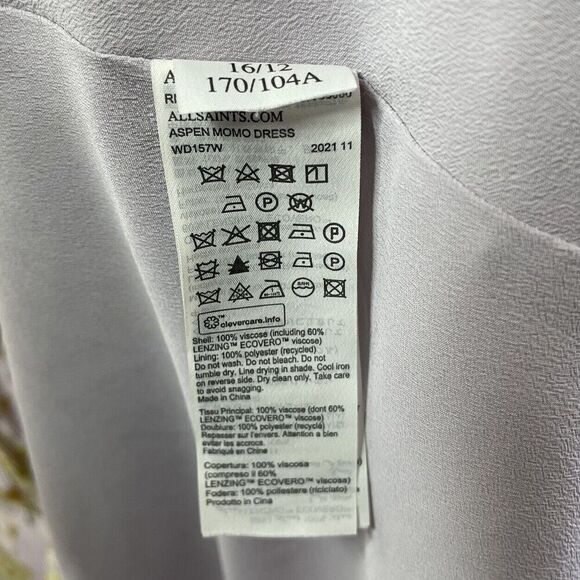 16/12
170/104A
ALLSAINTS.COM
ASPEN MOMO DRESS
WD157W 2021 11
P W
P
P
clevercare.info
Shell: 100% viscose (including 60%
LENZING™ ECOVERO™ viscose)
Lining: 100% polyester (recycled)
Do not wash. Do not bleach. Do not
tumble dry. Line drying in shade. Cool iron
on reverse side. Dry clean only. Take care
to avoid snagging.
Made in China
Tissu Principal: 100% viscose (dont 60%
LENZING™ ECOVERO™ viscose)
Doublure: 100% polyester (recyclé)
Repasser sur l'envers. Attention a bien
eviter les accrocs.
Fabriqué en Chine
Copertura: 100% viscosa
(compreso il 60%
LENZING™ ECOVERO™ viscosa)
Fodera: 100% poliestere (riciclato)
Prodotto in Cina